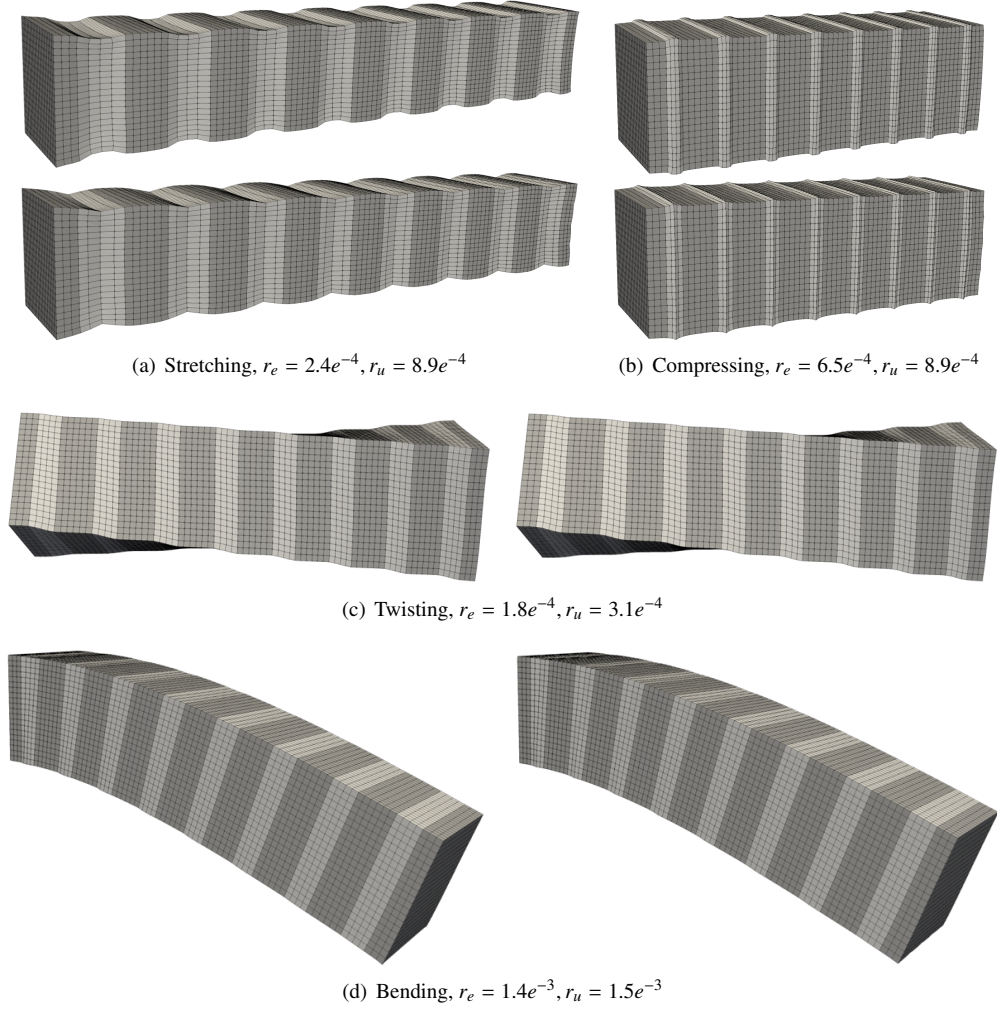 (a) Stretching, r_e = 2.4e^{-4}, r_u = 8.9e^{-4}
(b) Compressing, r_e = 6.5e^{-4}, r_u = 8.9e^{-4}
(c) Twisting, r_e = 1.8e^{-4}, r_u = 3.1e^{-4}
(d) Bending, r_e = 1.4e^{-3}, r_u = 1.5e^{-3}